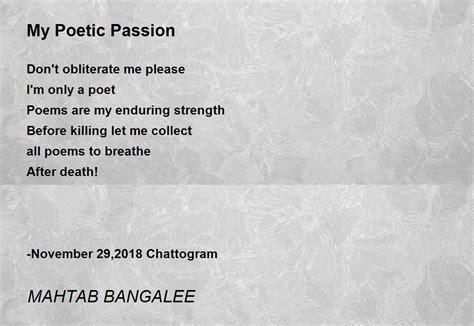 My Poetic Passion
Don't obliterate me please
I'm only a poet
Poems are my enduring strength
Before killing let me collect
all poems to breathe
After death!
-November 29,2018 Chattogram
MAHTAB BANGALEE